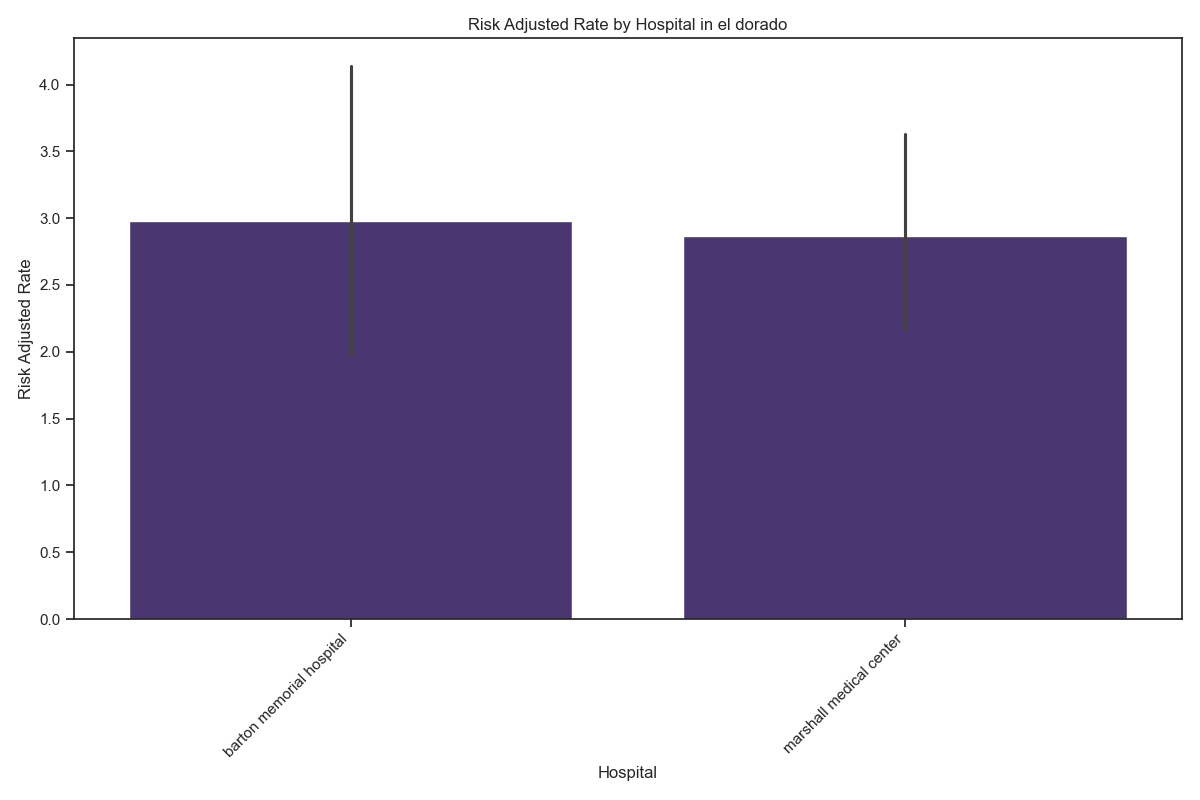 Risk Adjusted Rate by Hospital in el dorado
Risk Adjusted Rate
4.0
3.5
3.0
2.5
2.0
1.5
1.0
0.5
0.0
barton memorial hospital
marshall medical center
Hospital